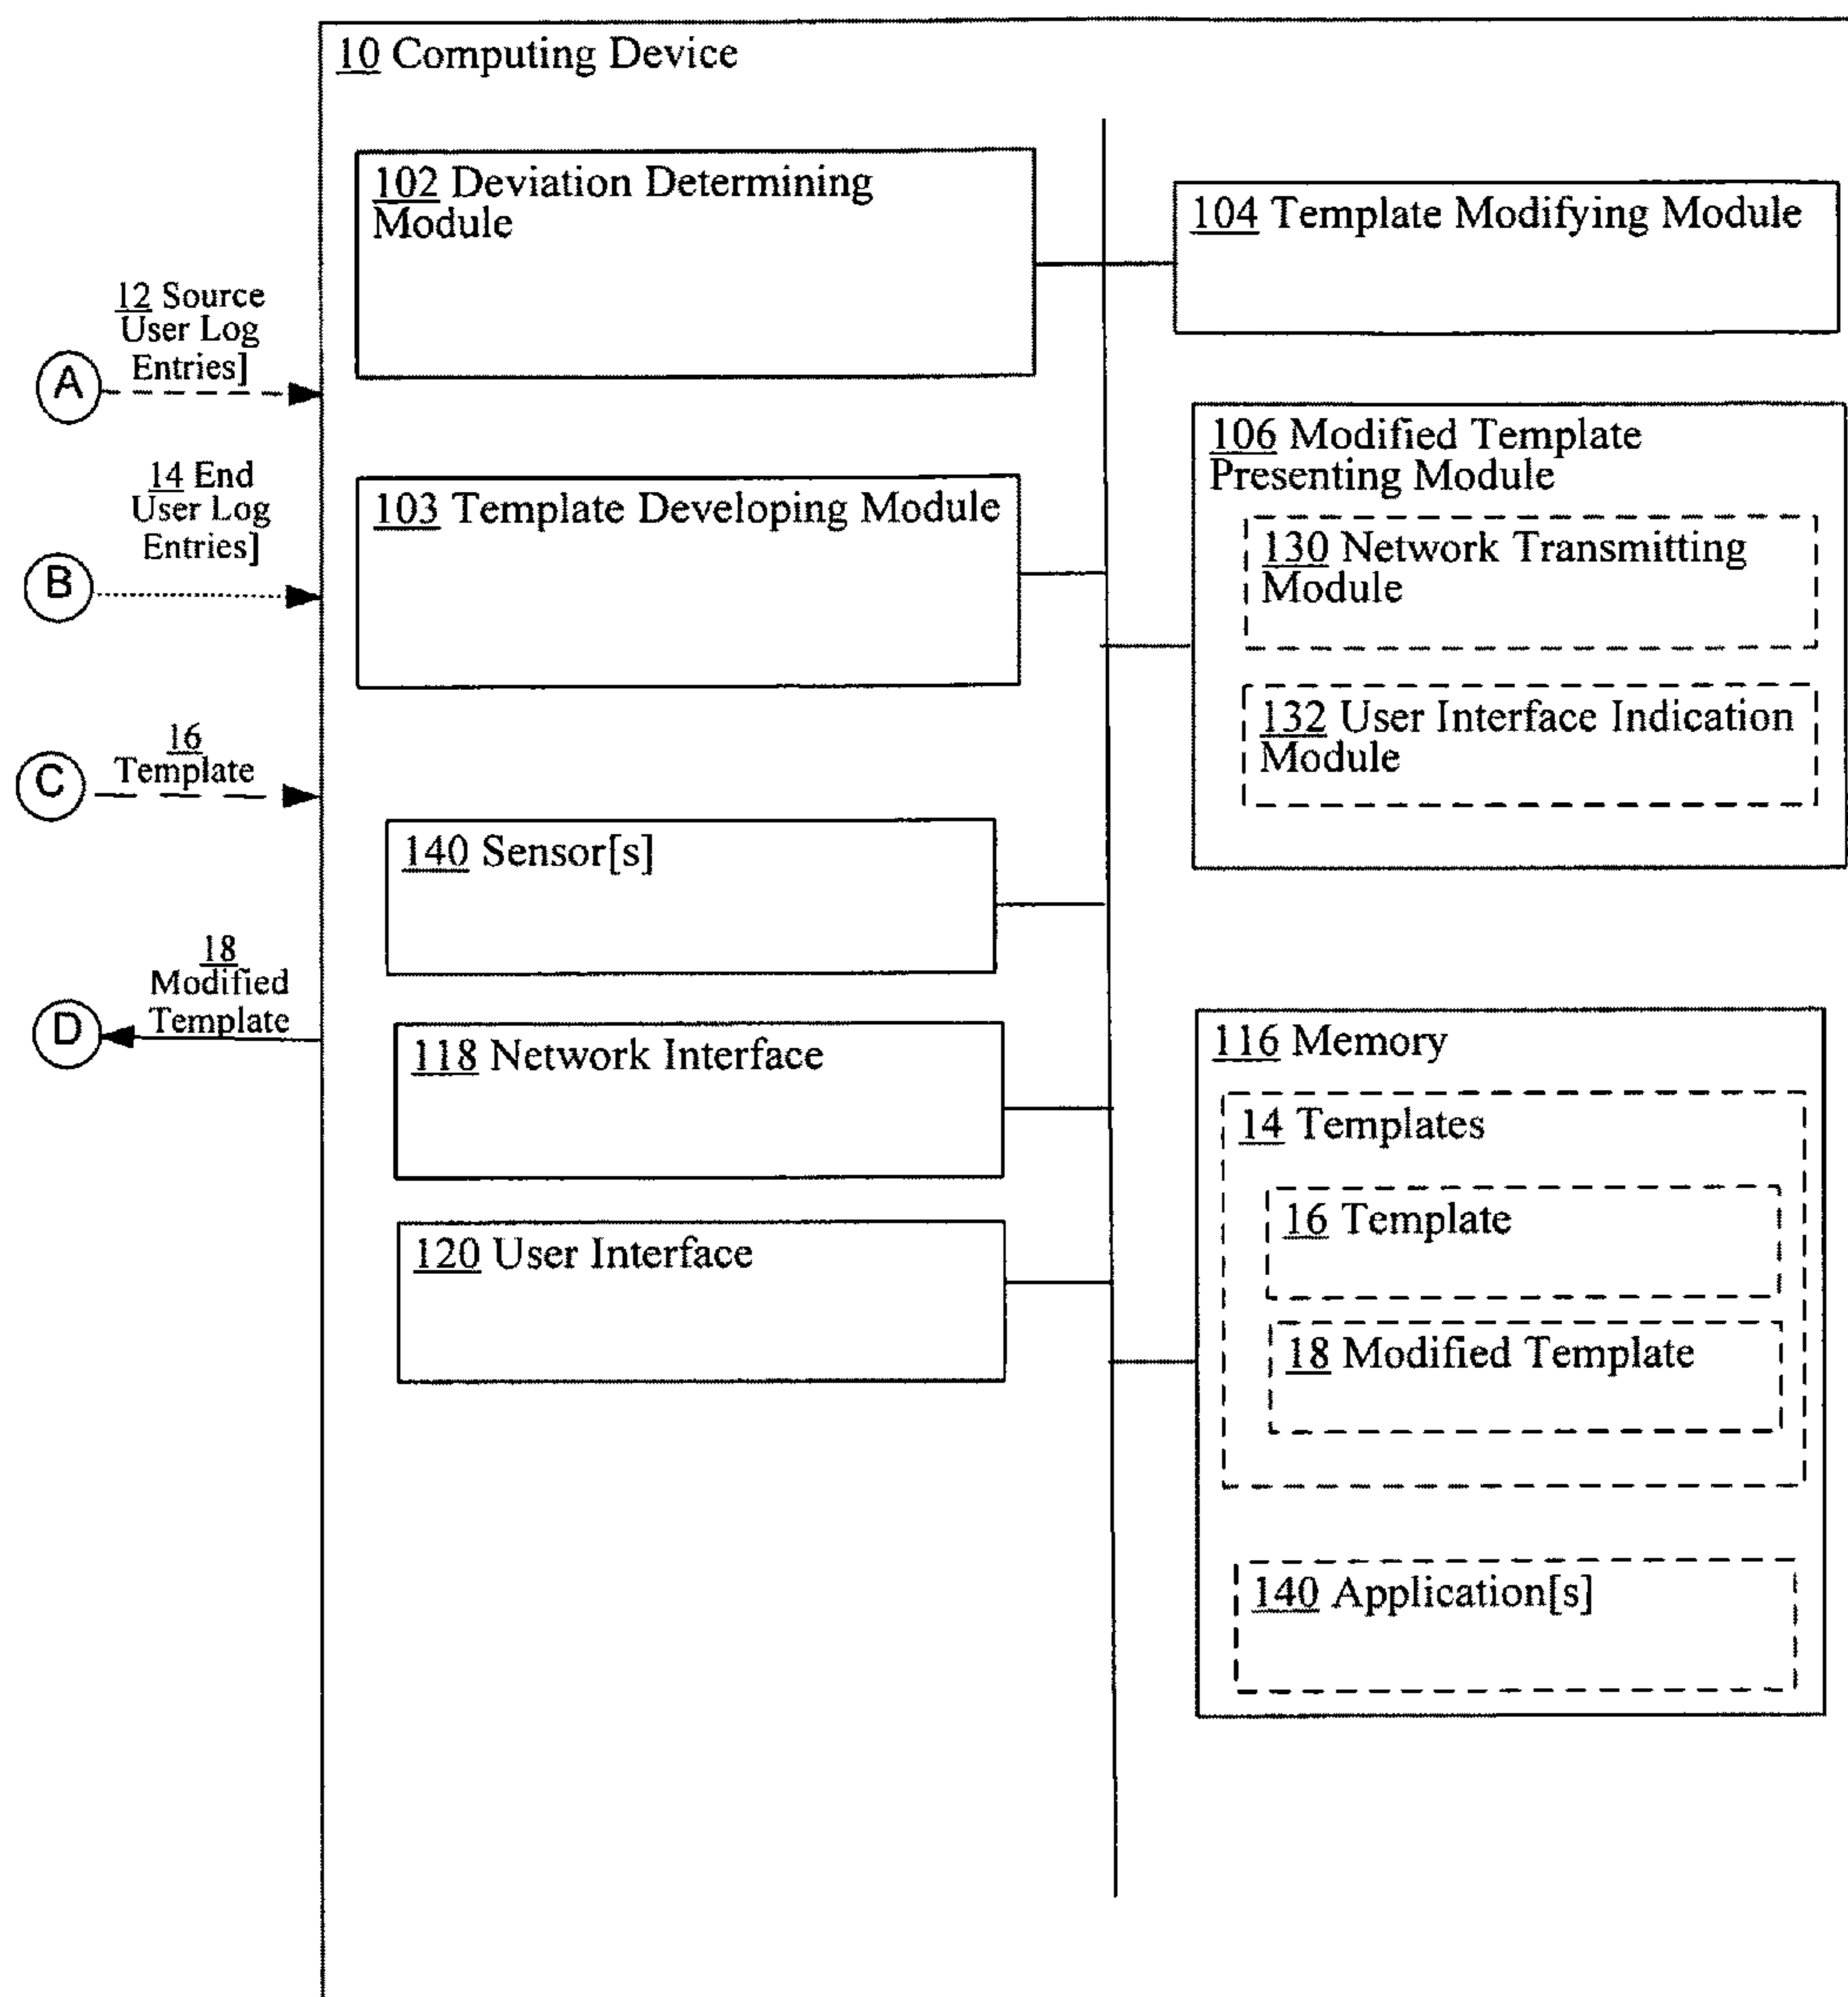 10 Computing Device
102 Deviation Determining
Module
104 Template Modifying Module
12 Source
User Log
Entries]
A
106 Modified Template
Presenting Module
130 Network Transmitting
Module
132 User Interface Indication
Module
14 End
User Log
Entries]
B
103 Template Developing Module
16
Template
C
140 Sensor[s]
18
Modified
Template
D
118 Network Interface
120 User Interface
116 Memory
14 Templates
16 Template
18 Modified Template
140 Application[s]